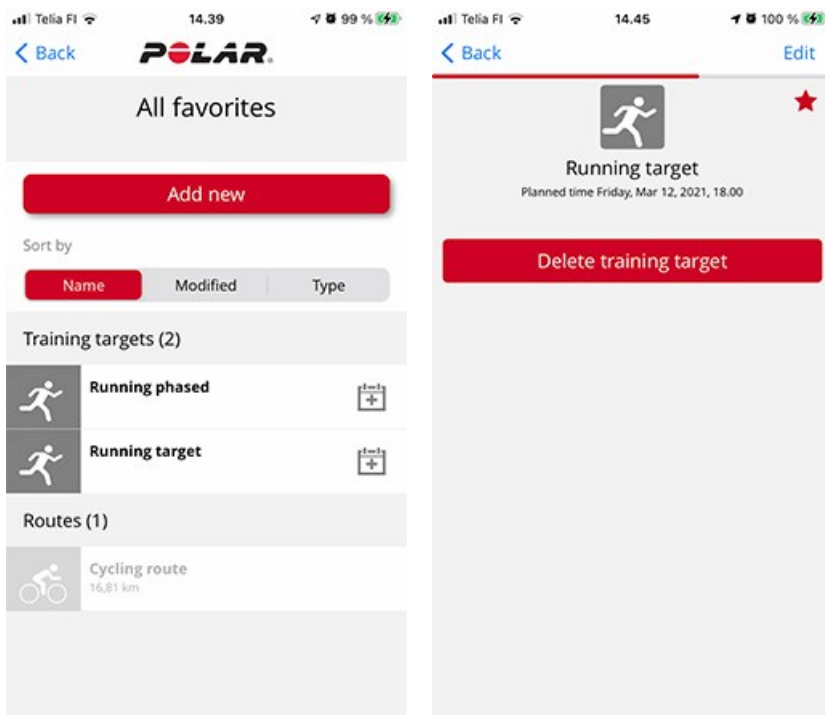 Telia FI 14.39 99 %
Back POLAR.
All favorites
Add new
Sort by
Name Modified Type
Training targets (2)
Running phased
Running target
Routes (1)
Cycling route
16,81 km
Telia FI 14.45 100 %
Back Edit
Running target
Planned time Friday, Mar 12, 2021, 18.00
Delete training target